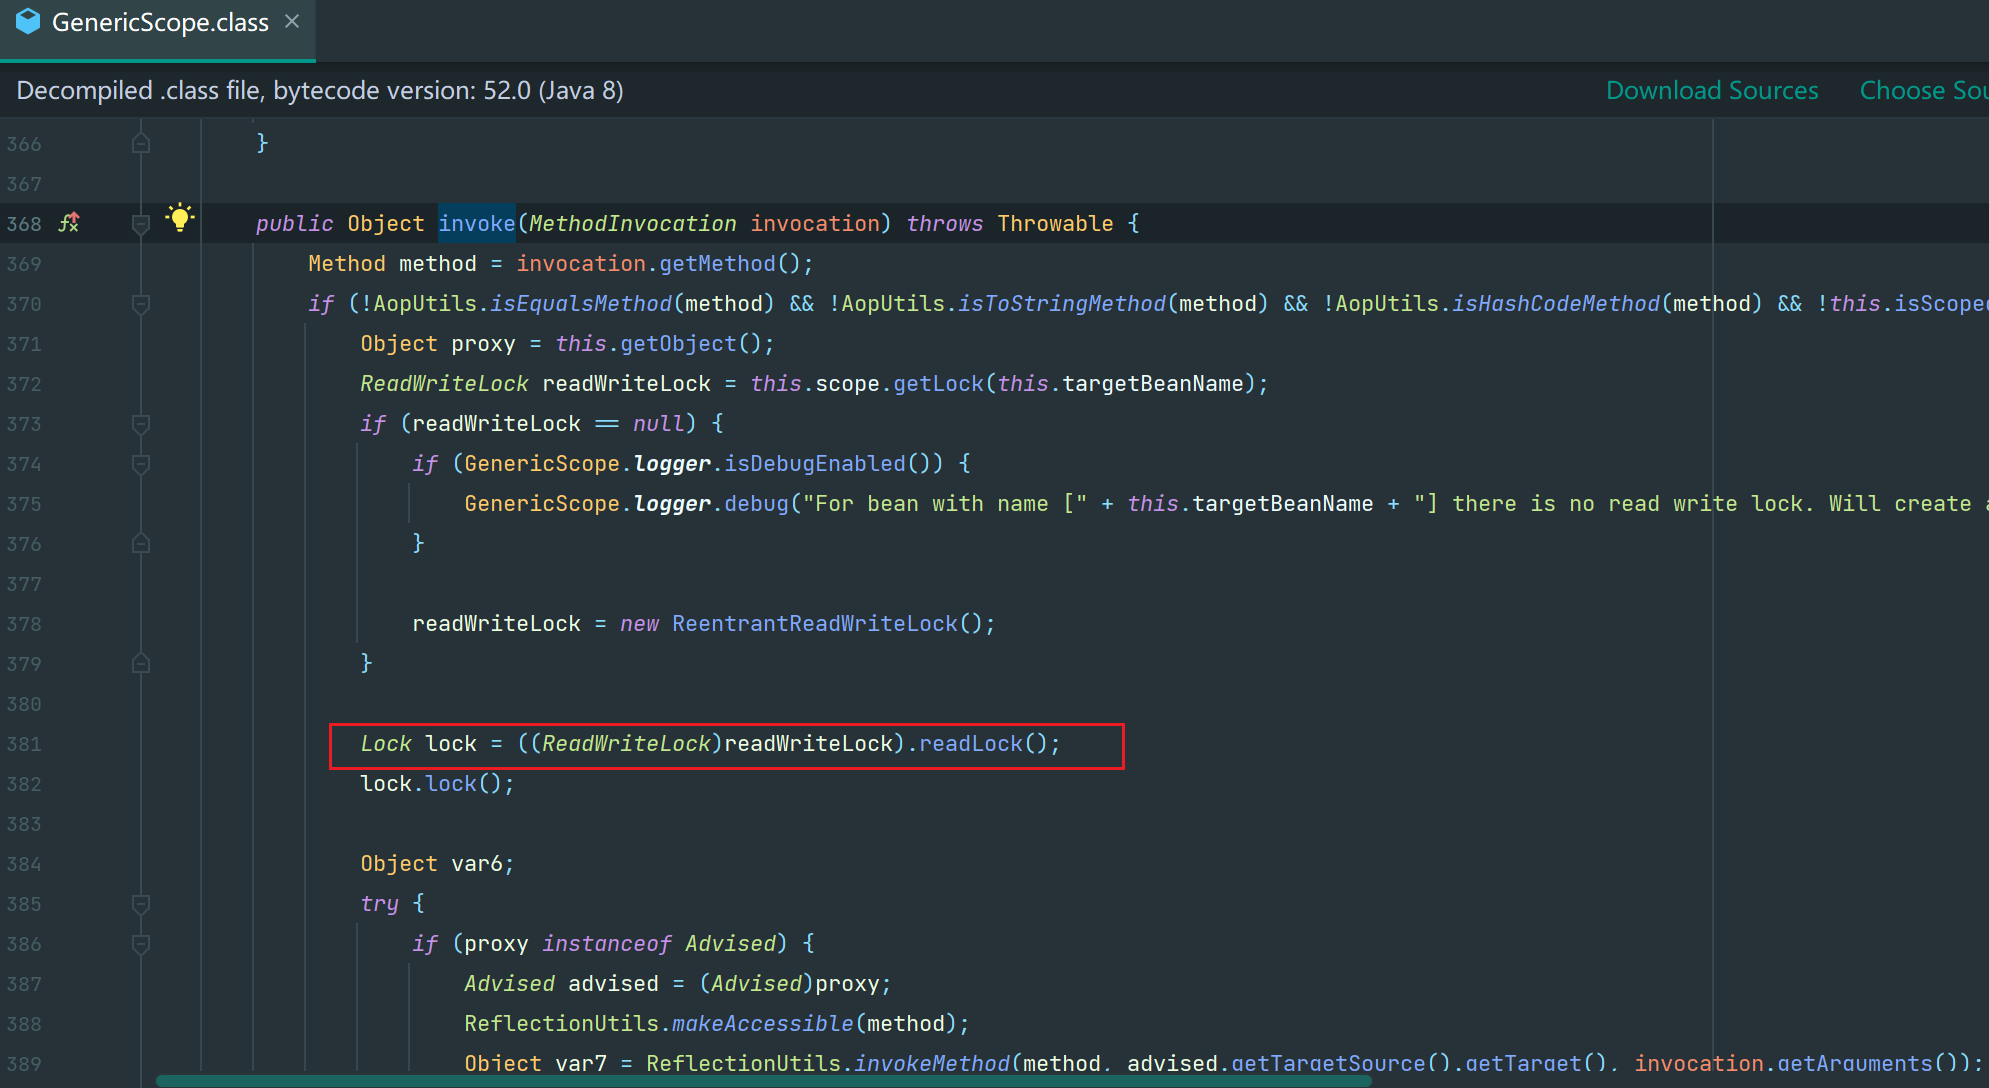 GenericScope.class ×
Decompiled .class file, bytecode version: 52.0 (Java 8) Download Sources Choose Sou
366 }
367
368 public Object invoke(MethodInvocation invocation) throws Throwable {
369 Method method = invocation.getMethod();
370 if (!AopUtils.isEqualsMethod(method) && !AopUtils.isToStringMethod(method) && !AopUtils.isHashCodeMethod(method) && !this.isScoped
371 Object proxy = this.getObject();
372 ReadWriteLock readWriteLock = this.scope.getLock(this.targetBeanName);
373 if (readWriteLock == null) {
374 if (GenericScope.logger.isDebugEnabled()) {
375 GenericScope.logger.debug("For bean with name [" + this.targetBeanName + "] there is no read write lock. Will create a
376 }
377
378 readWriteLock = new ReentrantReadWriteLock();
379 }
380
381 Lock lock = ((ReadWriteLock)readWriteLock).readLock();
382 lock.lock();
383
384 Object var6;
385 try {
386 if (proxy instanceof Advised) {
387 Advised advised = (Advised)proxy;
388 ReflectionUtils.makeAccessible(method);
389 Object var7 = ReflectionUtils.invokeMethod(method, advised.getTargetSource().getTarget(), invocation.getArguments());